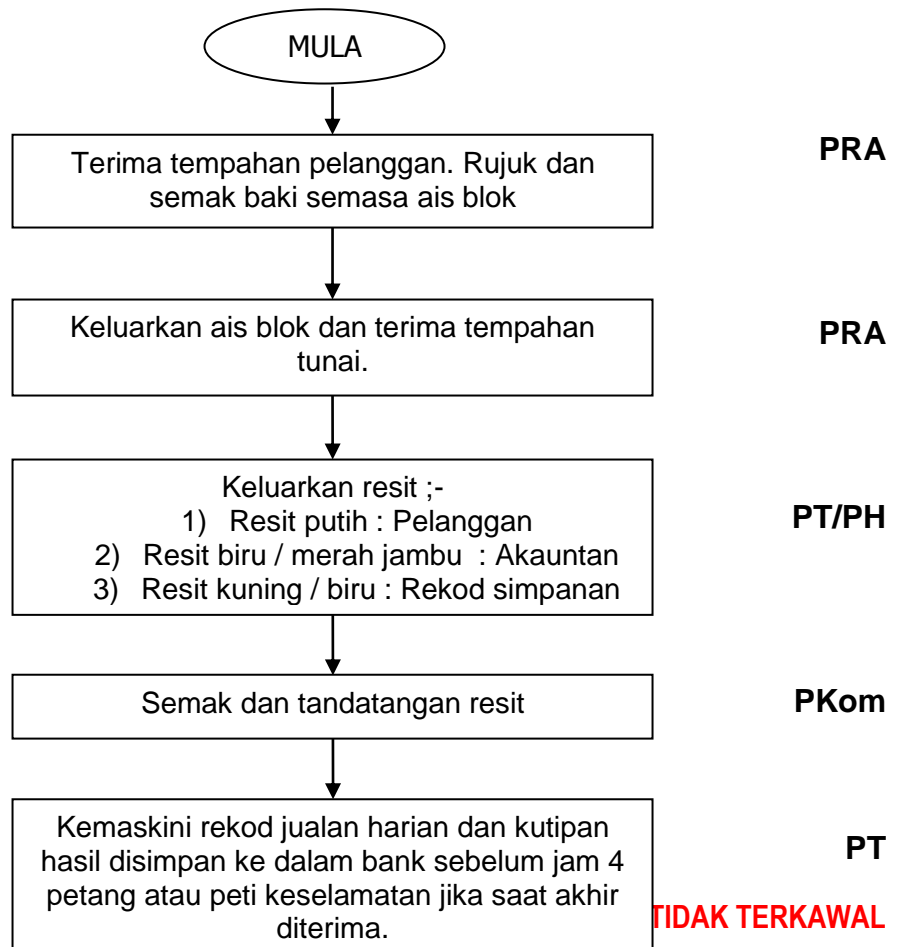 MULA
Terima tempahan pelanggan. Rujuk dan
semak baki semasa ais blok
PRA
Keluarkan ais blok dan terima tempahan
tunai.
PRA
Keluarkan resit ;-
1) Resit putih : Pelanggan
2) Resit biru / merah jambu : Akauntan
3) Resit kuning / biru : Rekod simpanan
PT/PH
Semak dan tandatangan resit
PKom
Kemaskini rekod jualan harian dan kutipan
hasil disimpan ke dalam bank sebelum jam 4
petang atau peti keselamatan jika saat akhir
diterima.
PT
TIDAK TERKAWAL